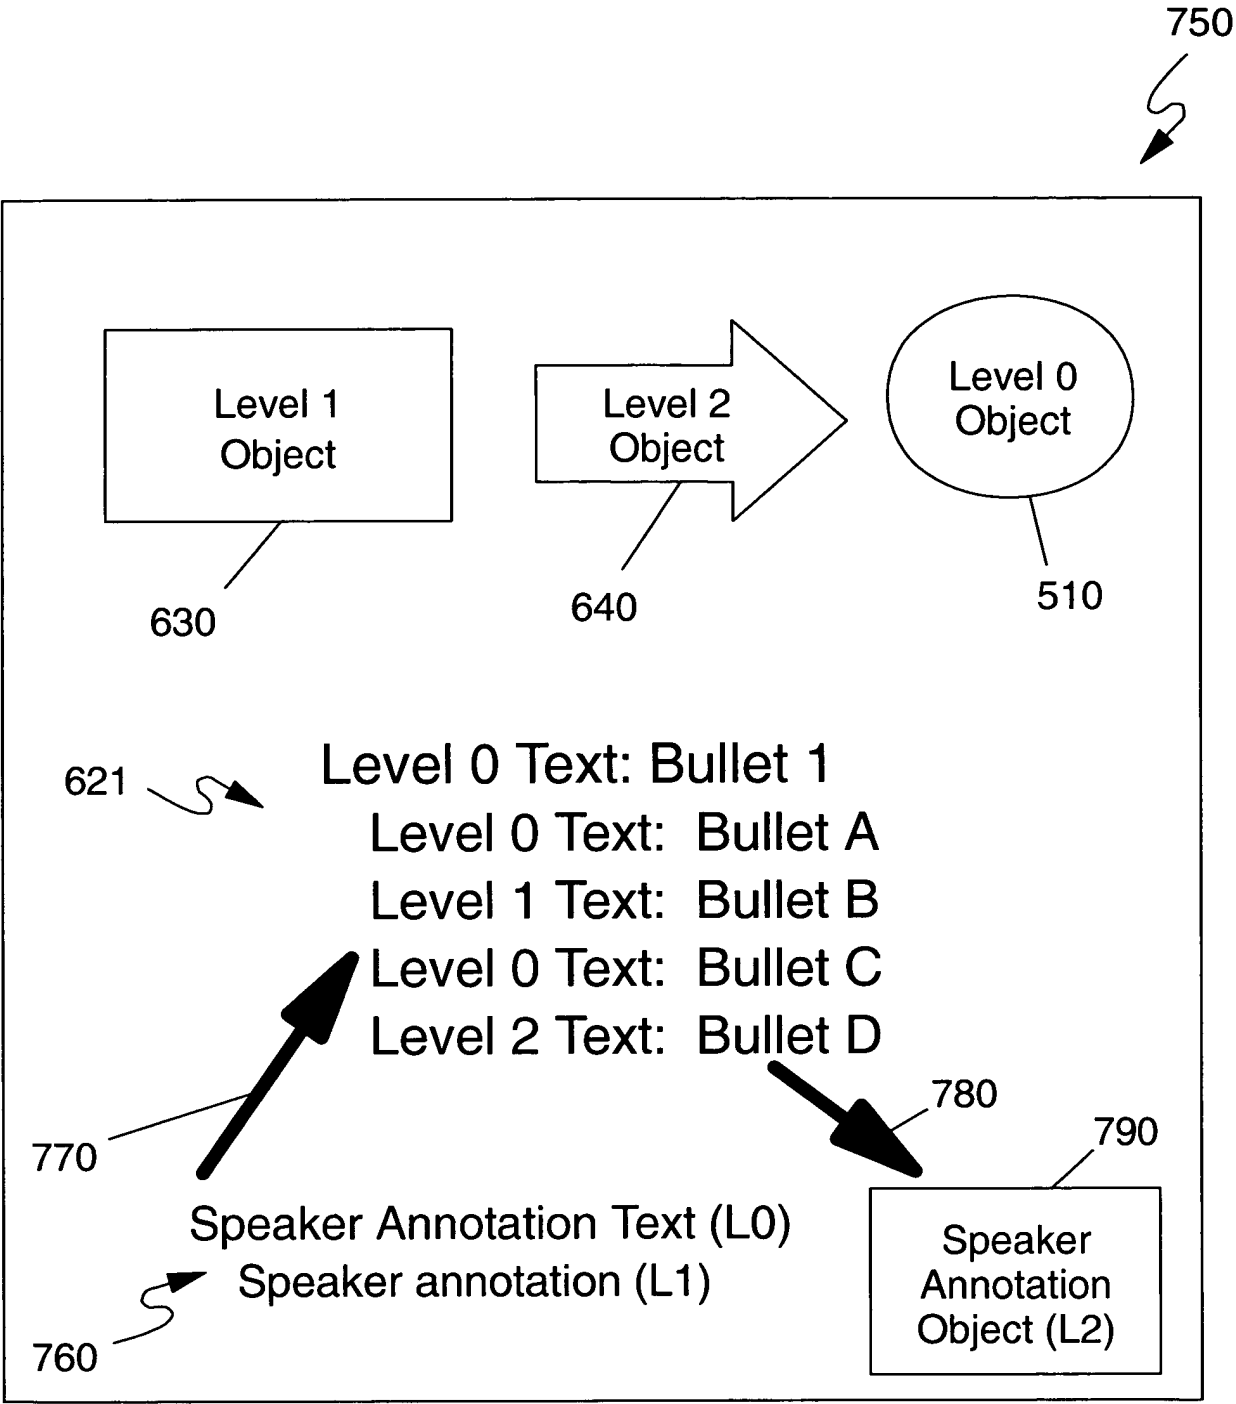 750
Level 1
Object
Level 2
Object
Level 0
Object
630
640
510
621
Level 0 Text: Bullet 1
Level 0 Text: Bullet A
Level 1 Text: Bullet B
Level 0 Text: Bullet C
Level 2 Text: Bullet D
770
780
790
Speaker Annotation Text (L0)
Speaker annotation (L1)
760
Speaker
Annotation
Object (L2)